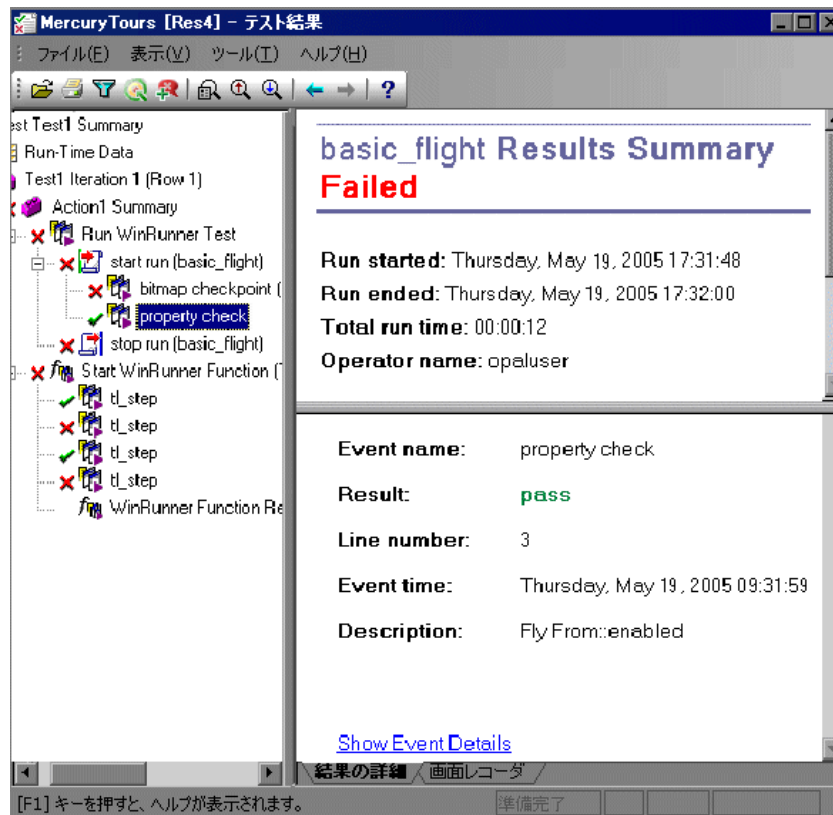 MercuryTours [Res4] - テスト結果
ファイル(F) 表示(V) ツール(T) ヘルプ(H)
est Test1 Summary
Run-Time Data
Test1 Iteration 1 (Row 1)
Action1 Summary
Run WinRunner Test
start run (basic_flight)
bitmap checkpoint (
property check
stop run (basic_flight)
Start WinRunner Function (
tl_step
tl_step
tl_step
tl_step
WinRunner Function Re
basic_flight Results Summary
Failed
Run started: Thursday, May 19, 2005 17:31:48
Run ended: Thursday, May 19, 2005 17:32:00
Total run time: 00:00:12
Operator name: opaluser
Event name: property check
Result: pass
Line number: 3
Event time: Thursday, May 19, 2005 09:31:59
Description: Fly From::enabled
Show Event Details
結果の詳細 画面レコーダ
[F1] キーを押すと、ヘルプが表示されます。 準備完了